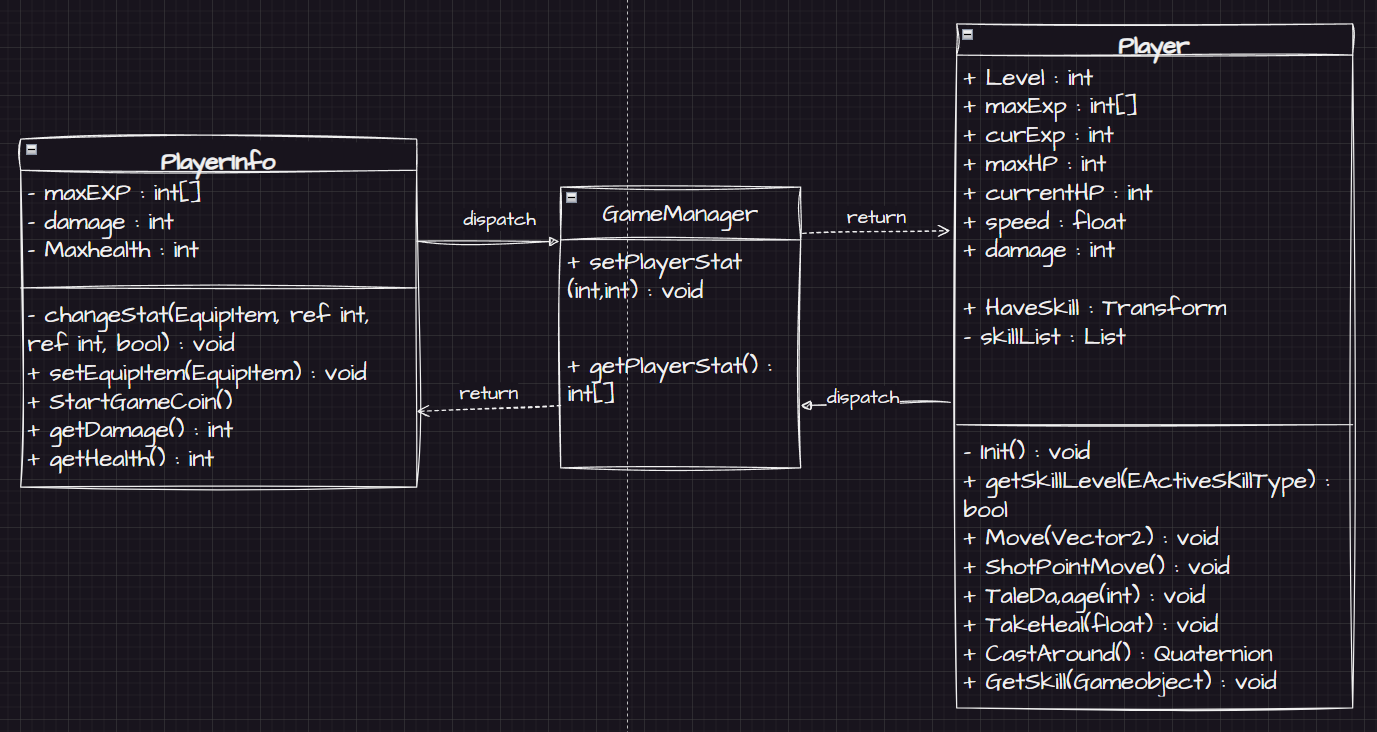 PlayerInfo
- maxEXP : int[]
- damage : int
- Maxhealth : int
- changeStat(EquipItem, ref int,
ref int, bool) : void
+ setEquipItem(EquipItem) : void
+ StartGameCoin()
+ getDamage() : int
+ getHealth() : int
dispatch
return
GameManager
+ setPlayerStat
(int,int) : void
+ getPlayerStat() :
int[]
return
dispatch
Player
+ Level : int
+ maxExp : int[]
+ curExp : int
+ maxHP : int
+ currentHP : int
+ speed : float
+ damage : int
+ HaveSkill : Transform
- skillList : List
- Init() : void
+ getSkillLevel(EActiveSKillType) :
bool
+ Move(Vector2) : void
+ ShotPointMove() : void
+ TaleDa,age(int) : void
+ TakeHeal(float) : void
+ CastAround() : Quaternion
+ GetSkill(Gameobject) : void